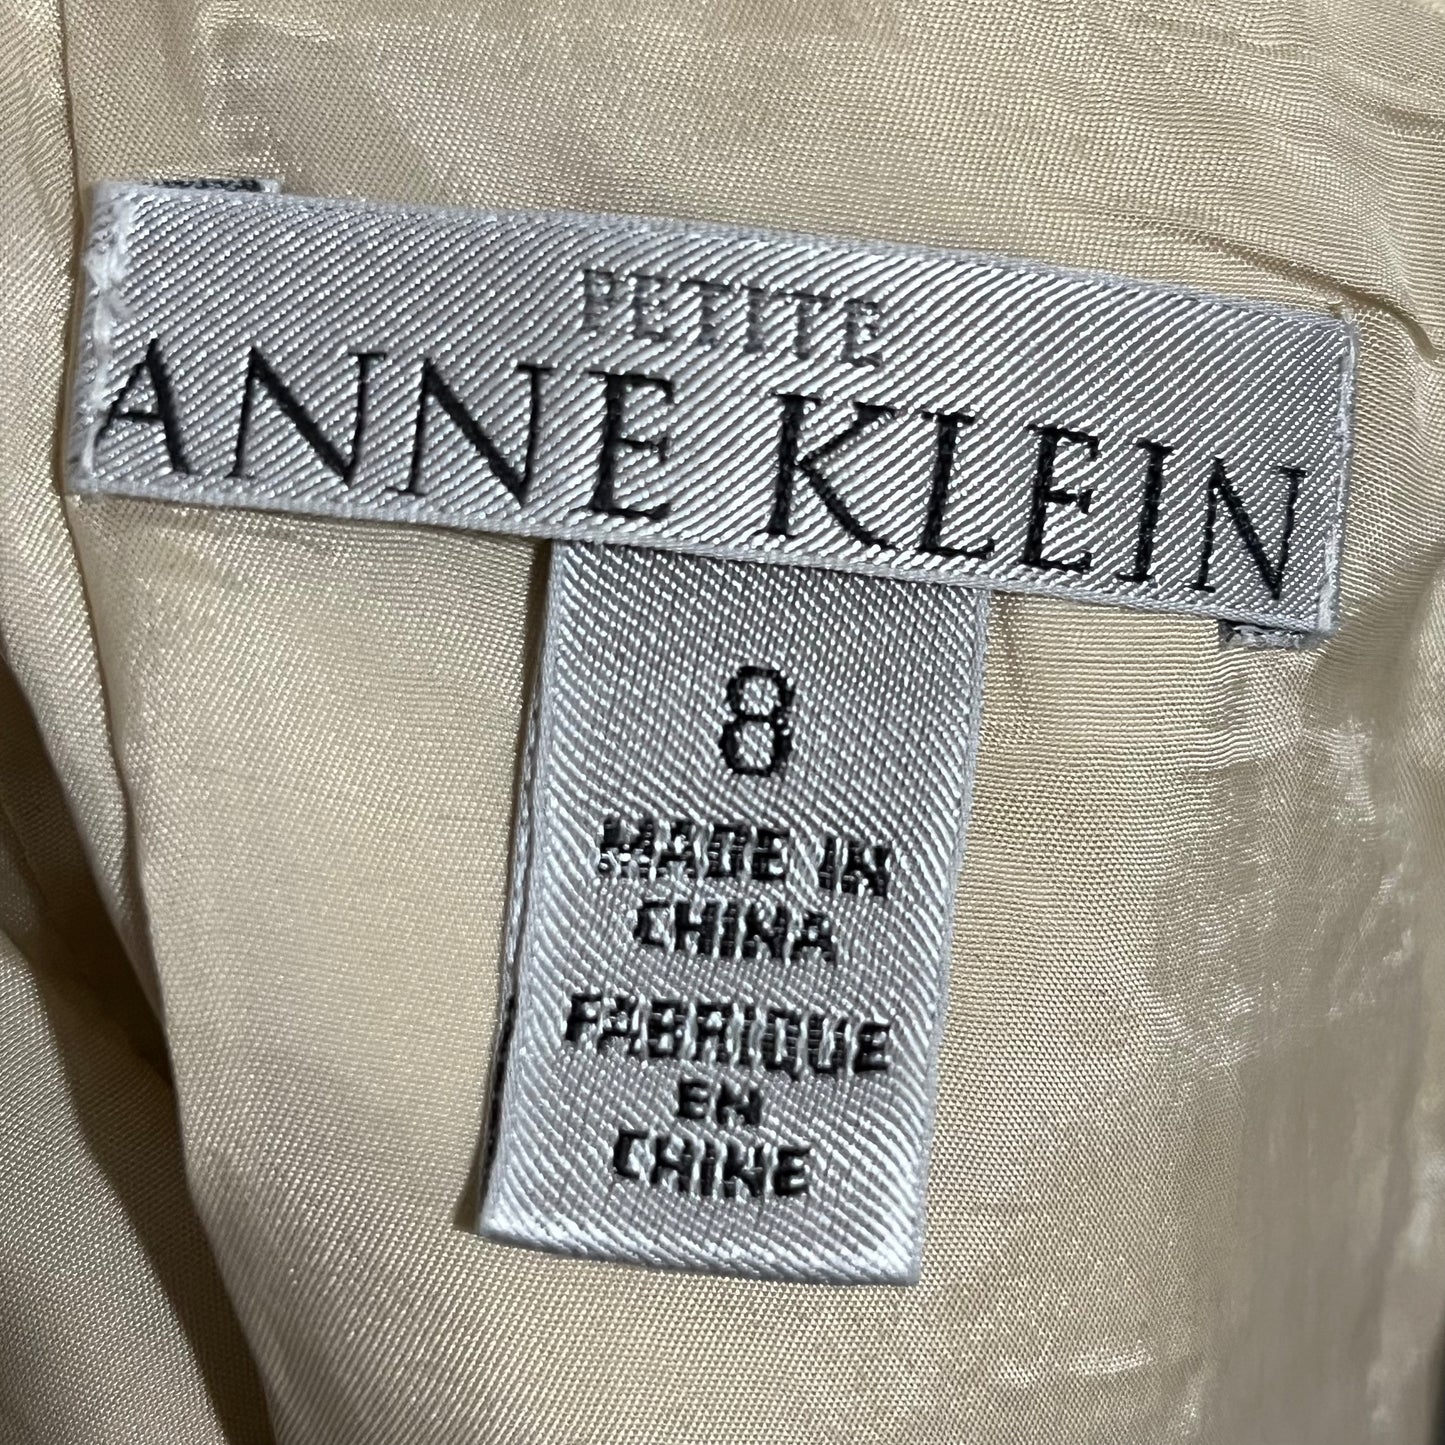 PETITE
ANNE KLEIN
8
MADE IN
CHINA
FABRIQUE
EN
CHINE